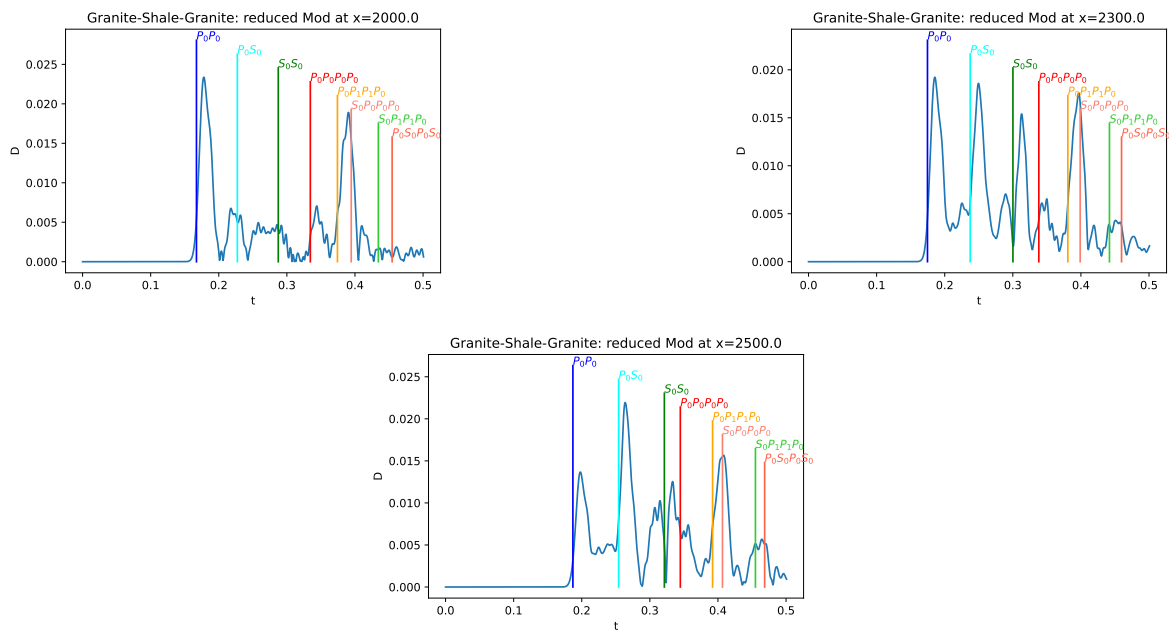 Granite-Shale-Granite: reduced Mod at x=2000.0
P₀P₀
P₀S₀
S₀S₀
P₀P₀P₀P₀
P₀P₁P₁P₀
S₀P₀P₀P₀
S₀P₁P₁P₀
P₀S₀P₀S₀
0.025
0.020
0.015
0.010
0.005
0.000
D
0.0 0.1 0.2 0.3 0.4 0.5
t
Granite-Shale-Granite: reduced Mod at x=2300.0
P₀P₀
P₀S₀
S₀S₀
P₀P₀P₀P₀
P₀P₁P₁P₀
S₀P₀P₀P₀
S₀P₁P₁P₀
P₀S₀P₀S₀
0.020
0.015
0.010
0.005
0.000
D
0.0 0.1 0.2 0.3 0.4 0.5
t
Granite-Shale-Granite: reduced Mod at x=2500.0
P₀P₀
P₀S₀
S₀S₀
P₀P₀P₀P₀
P₀P₁P₁P₀
S₀P₀P₀P₀
S₀P₁P₁P₀
P₀S₀P₀S₀
0.025
0.020
0.015
0.010
0.005
0.000
D
0.0 0.1 0.2 0.3 0.4 0.5
t